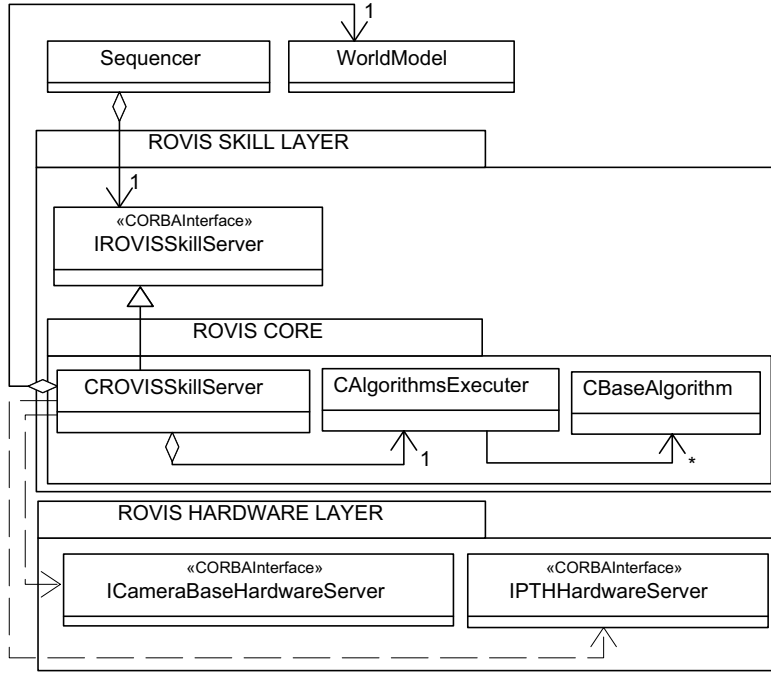 1
Sequencer
WorldModel
ROVIS SKILL LAYER
1
«CORBAInterface»
IROVISSkillServer
ROVIS CORE
CROVISSkillServer
CAlgorithmsExecuter
CBaseAlgorithm
1
*
ROVIS HARDWARE LAYER
«CORBAInterface»
ICameraBaseHardwareServer
«CORBAInterface»
IPTHHardwareServer